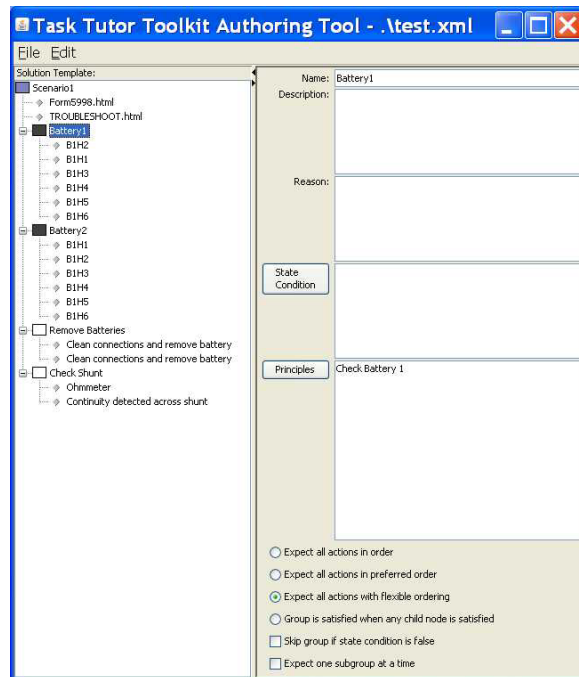 Task Tutor Toolkit Authoring Tool - .\test.xml
File Edit
Solution Template:
Scenario1
Form5998.html
TROUBLESHOOT.html
Battery1
B1H2
B1H1
B1H3
B1H4
B1H5
B1H6
Battery2
B1H1
B1H2
B1H3
B1H4
B1H5
B1H6
Remove Batteries
Clean connections and remove battery
Clean connections and remove battery
Check Shunt
Ohmmeter
Continuity detected across shunt
Name: Battery1
Description:
Reason:
State
Condition
Principles Check Battery 1
Expect all actions in order
Expect all actions in preferred order
Expect all actions with flexible ordering
Group is satisfied when any child node is satisfied
Skip group if state condition is false
Expect one subgroup at a time